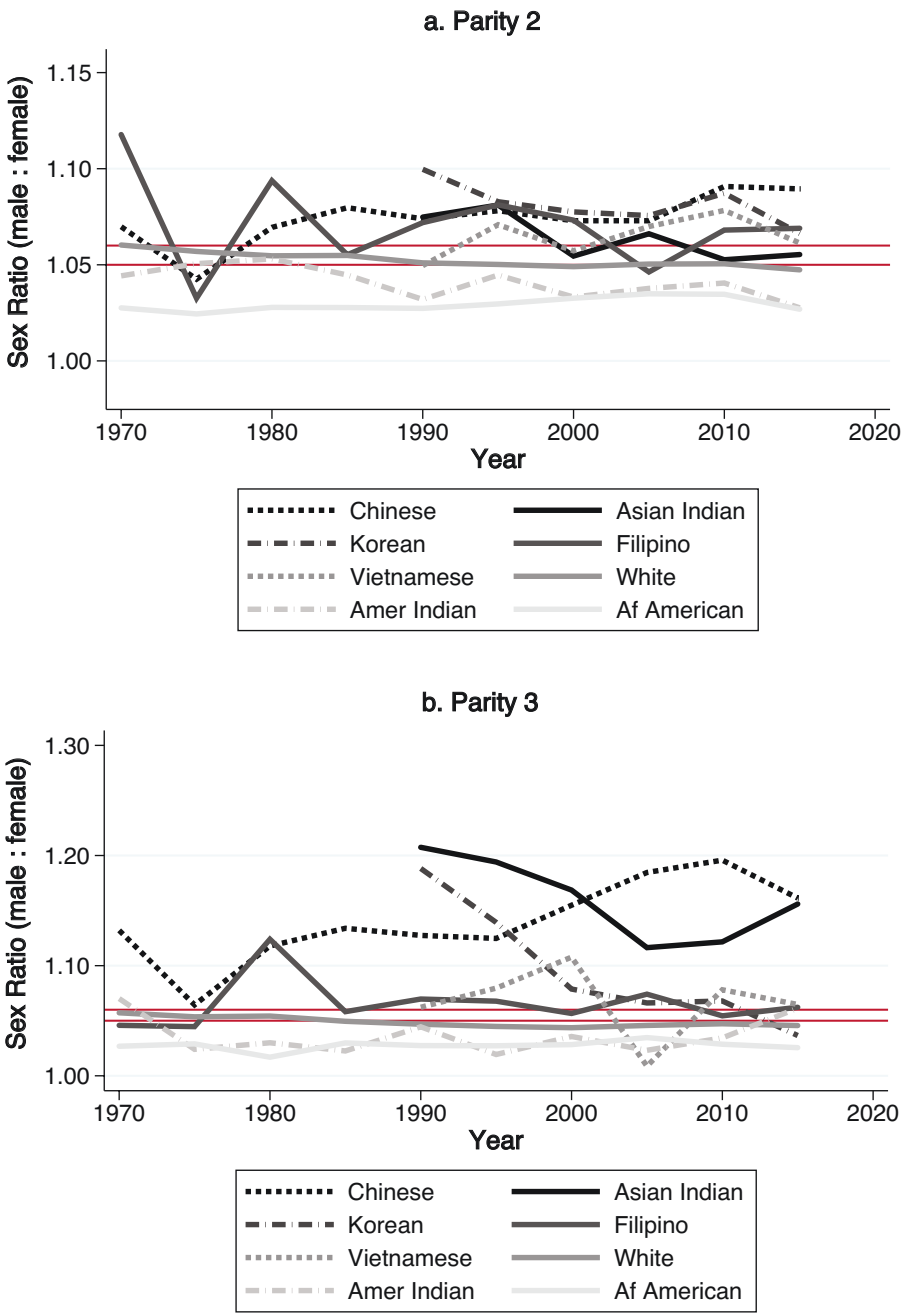 a. Parity 2
Sex Ratio (male : female)
1.15
1.10
1.05
1.00
1970 1980 1990 2000 2010 2020
Year
Chinese Asian Indian
Korean Filipino
Vietnamese White
Amer Indian Af American
b. Parity 3
Sex Ratio (male : female)
1.30
1.20
1.10
1.00
1970 1980 1990 2000 2010 2020
Year
Chinese Asian Indian
Korean Filipino
Vietnamese White
Amer Indian Af American